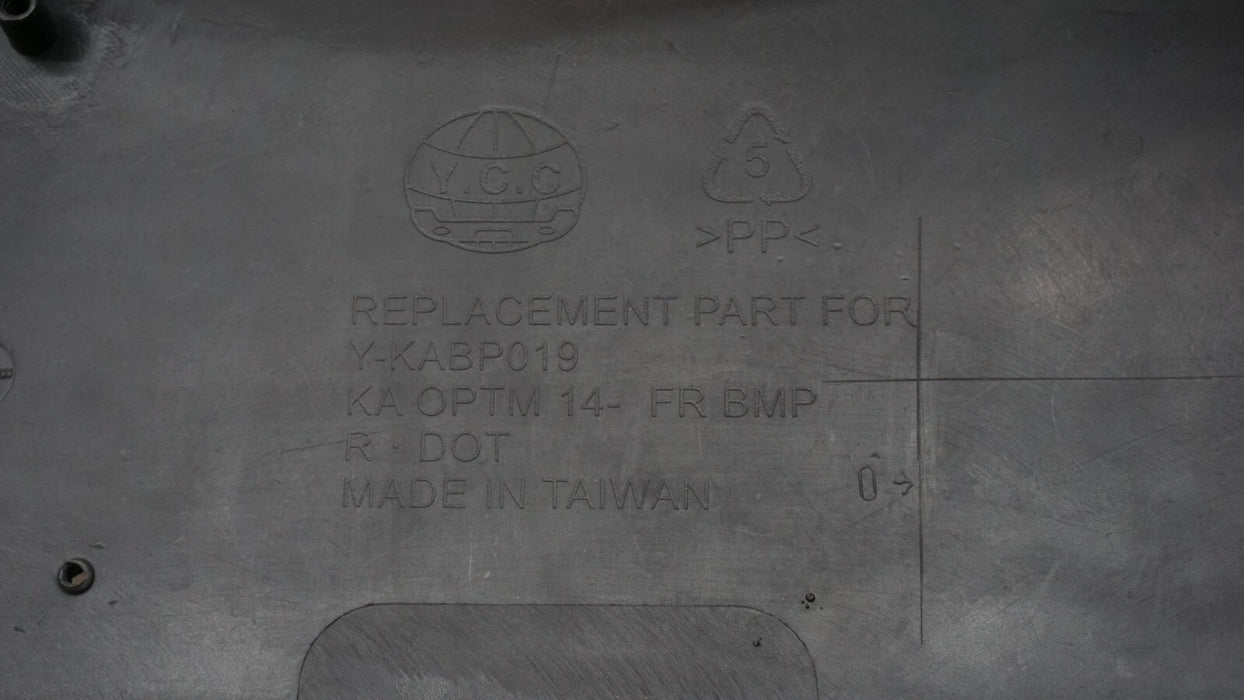 Y.C.C
5
>PP<
REPLACEMENT PART FOR
Y-KABP019
KA OPTM 14-  FR BMP
R · DOT
MADE IN TAIWAN
0→